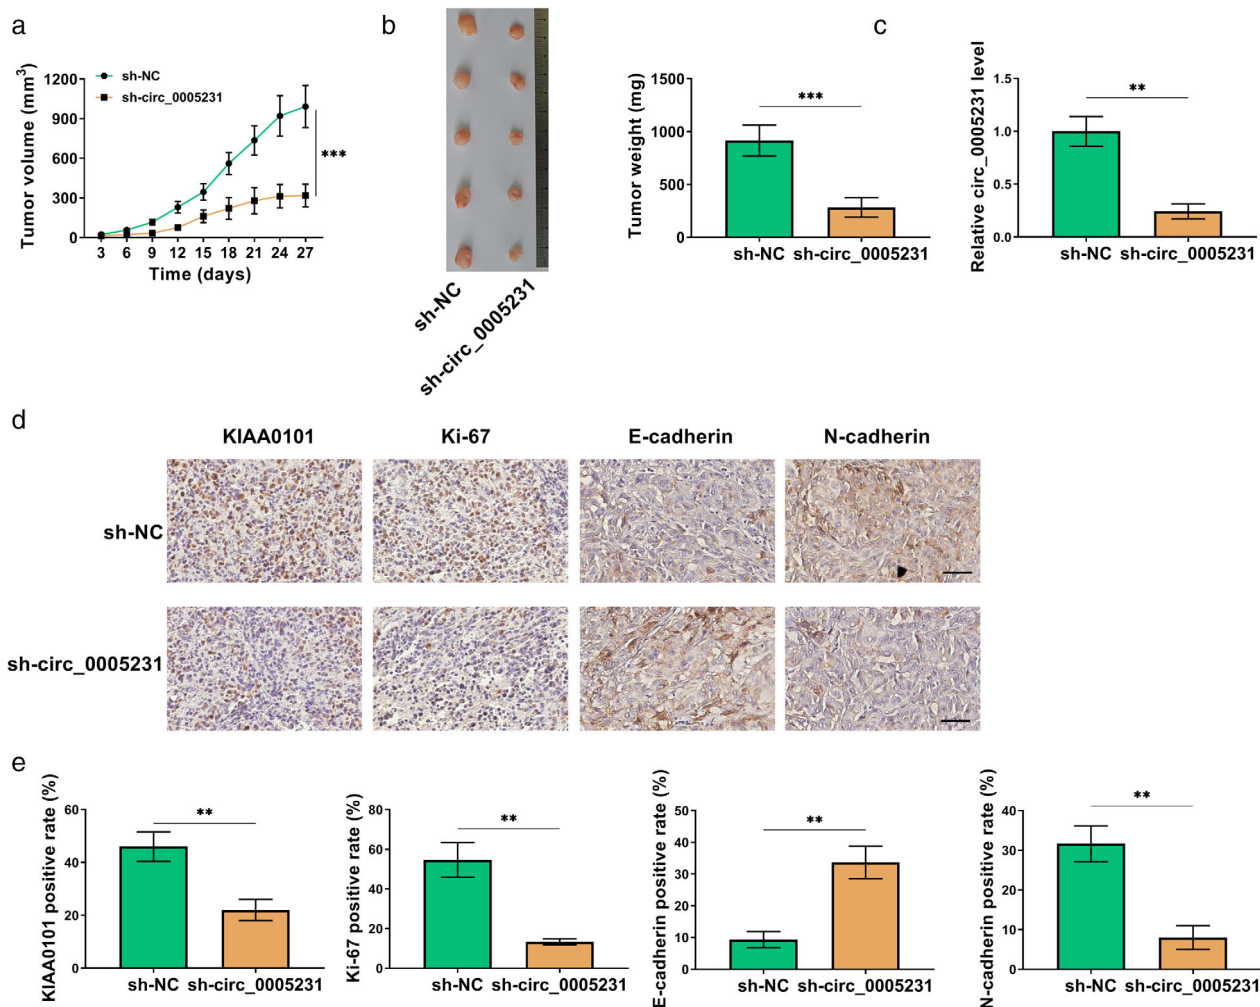 a
Tumor volume (mm³)
1200
900
600
300
0
sh-NC
sh-circ_0005231
***
3 6 9 12 15 18 21 24 27
Time (days)
b
sh-NC
sh-circ_0005231
Tumor weight (mg)
1500
1000
500
0
***
sh-NC sh-circ_0005231
c
Relative circ_0005231 level
1.5
1.0
0.5
0.0
**
sh-NC sh-circ_0005231
d
KIAA0101 Ki-67 E-cadherin N-cadherin
sh-NC
sh-circ_0005231
e
KIAA0101 positive rate (%)
60
40
20
0
**
sh-NC sh-circ_0005231
Ki-67 positive rate (%)
80
60
40
20
0
**
sh-NC sh-circ_0005231
E-cadherin positive rate (%)
50
40
30
20
10
0
**
sh-NC sh-circ_0005231
N-cadherin positive rate (%)
40
30
20
10
0
**
sh-NC sh-circ_0005231